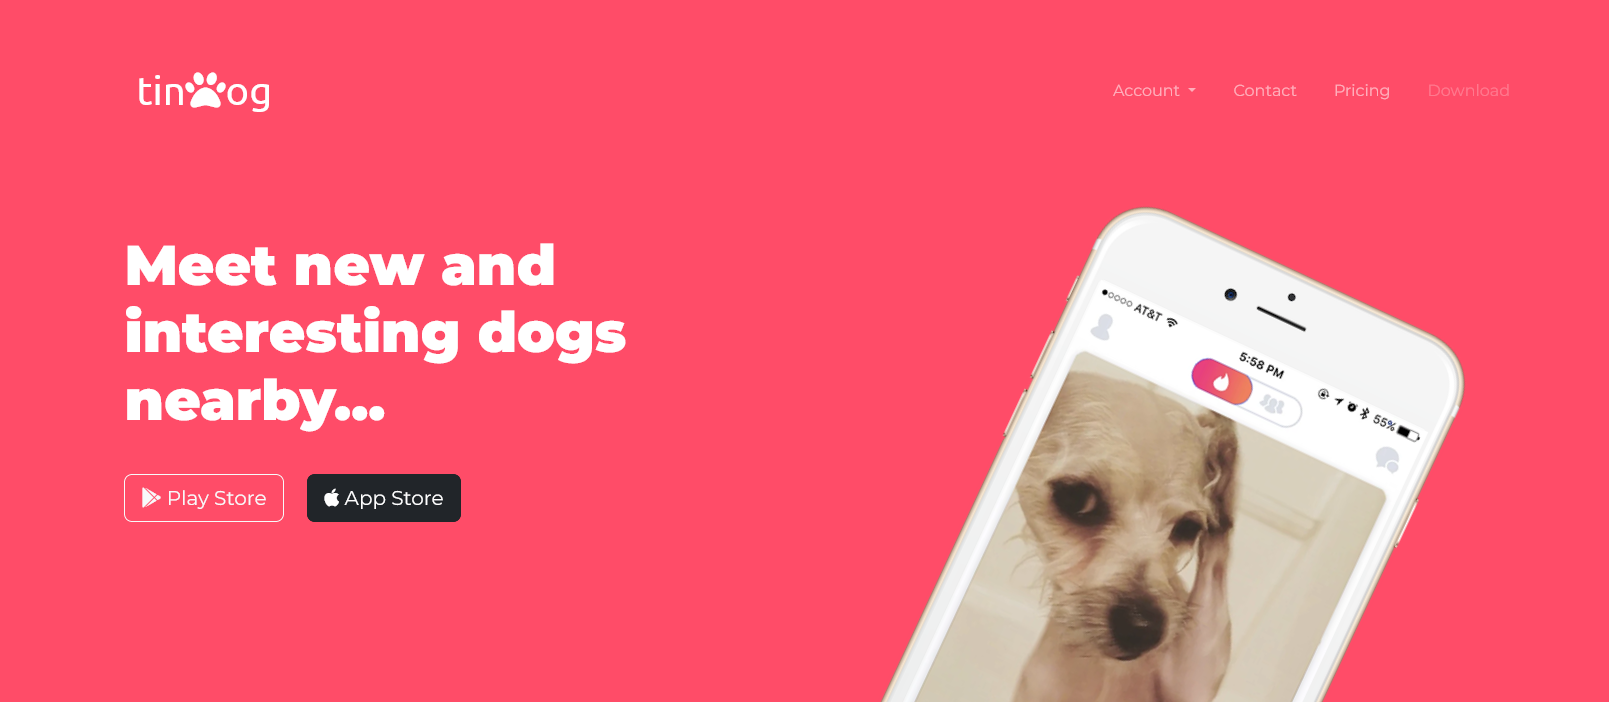 tin og
Account Contact Pricing Download
Meet new and
interesting dogs
nearby...
Play Store App Store
AT&T
5:58 PM
55%